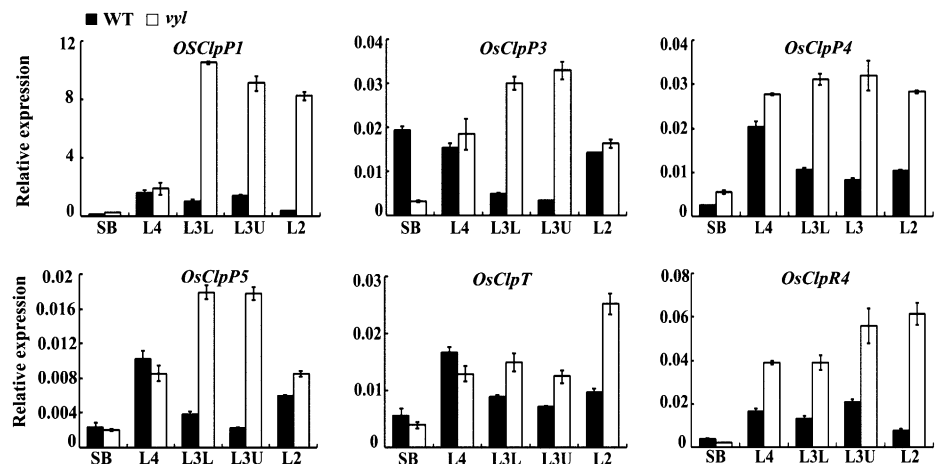 WT vyl
OSClpP1
Relative expression
12
8
4
0
SB L4 L3L L3U L2
OsClpP3
0.04
0.03
0.02
0.01
0
SB L4 L3L L3U L2
OsClpP4
0.04
0.03
0.02
0.01
0
SB L4 L3L L3 L2
OsClpP5
Relative expression
0.02
0.016
0.012
0.008
0.004
0
SB L4 L3L L3U L2
OsClpT
0.03
0.02
0.01
0
SB L4 L3L L3U L2
OsClpR4
0.08
0.06
0.04
0.02
0
SB L4 L3L L3U L2